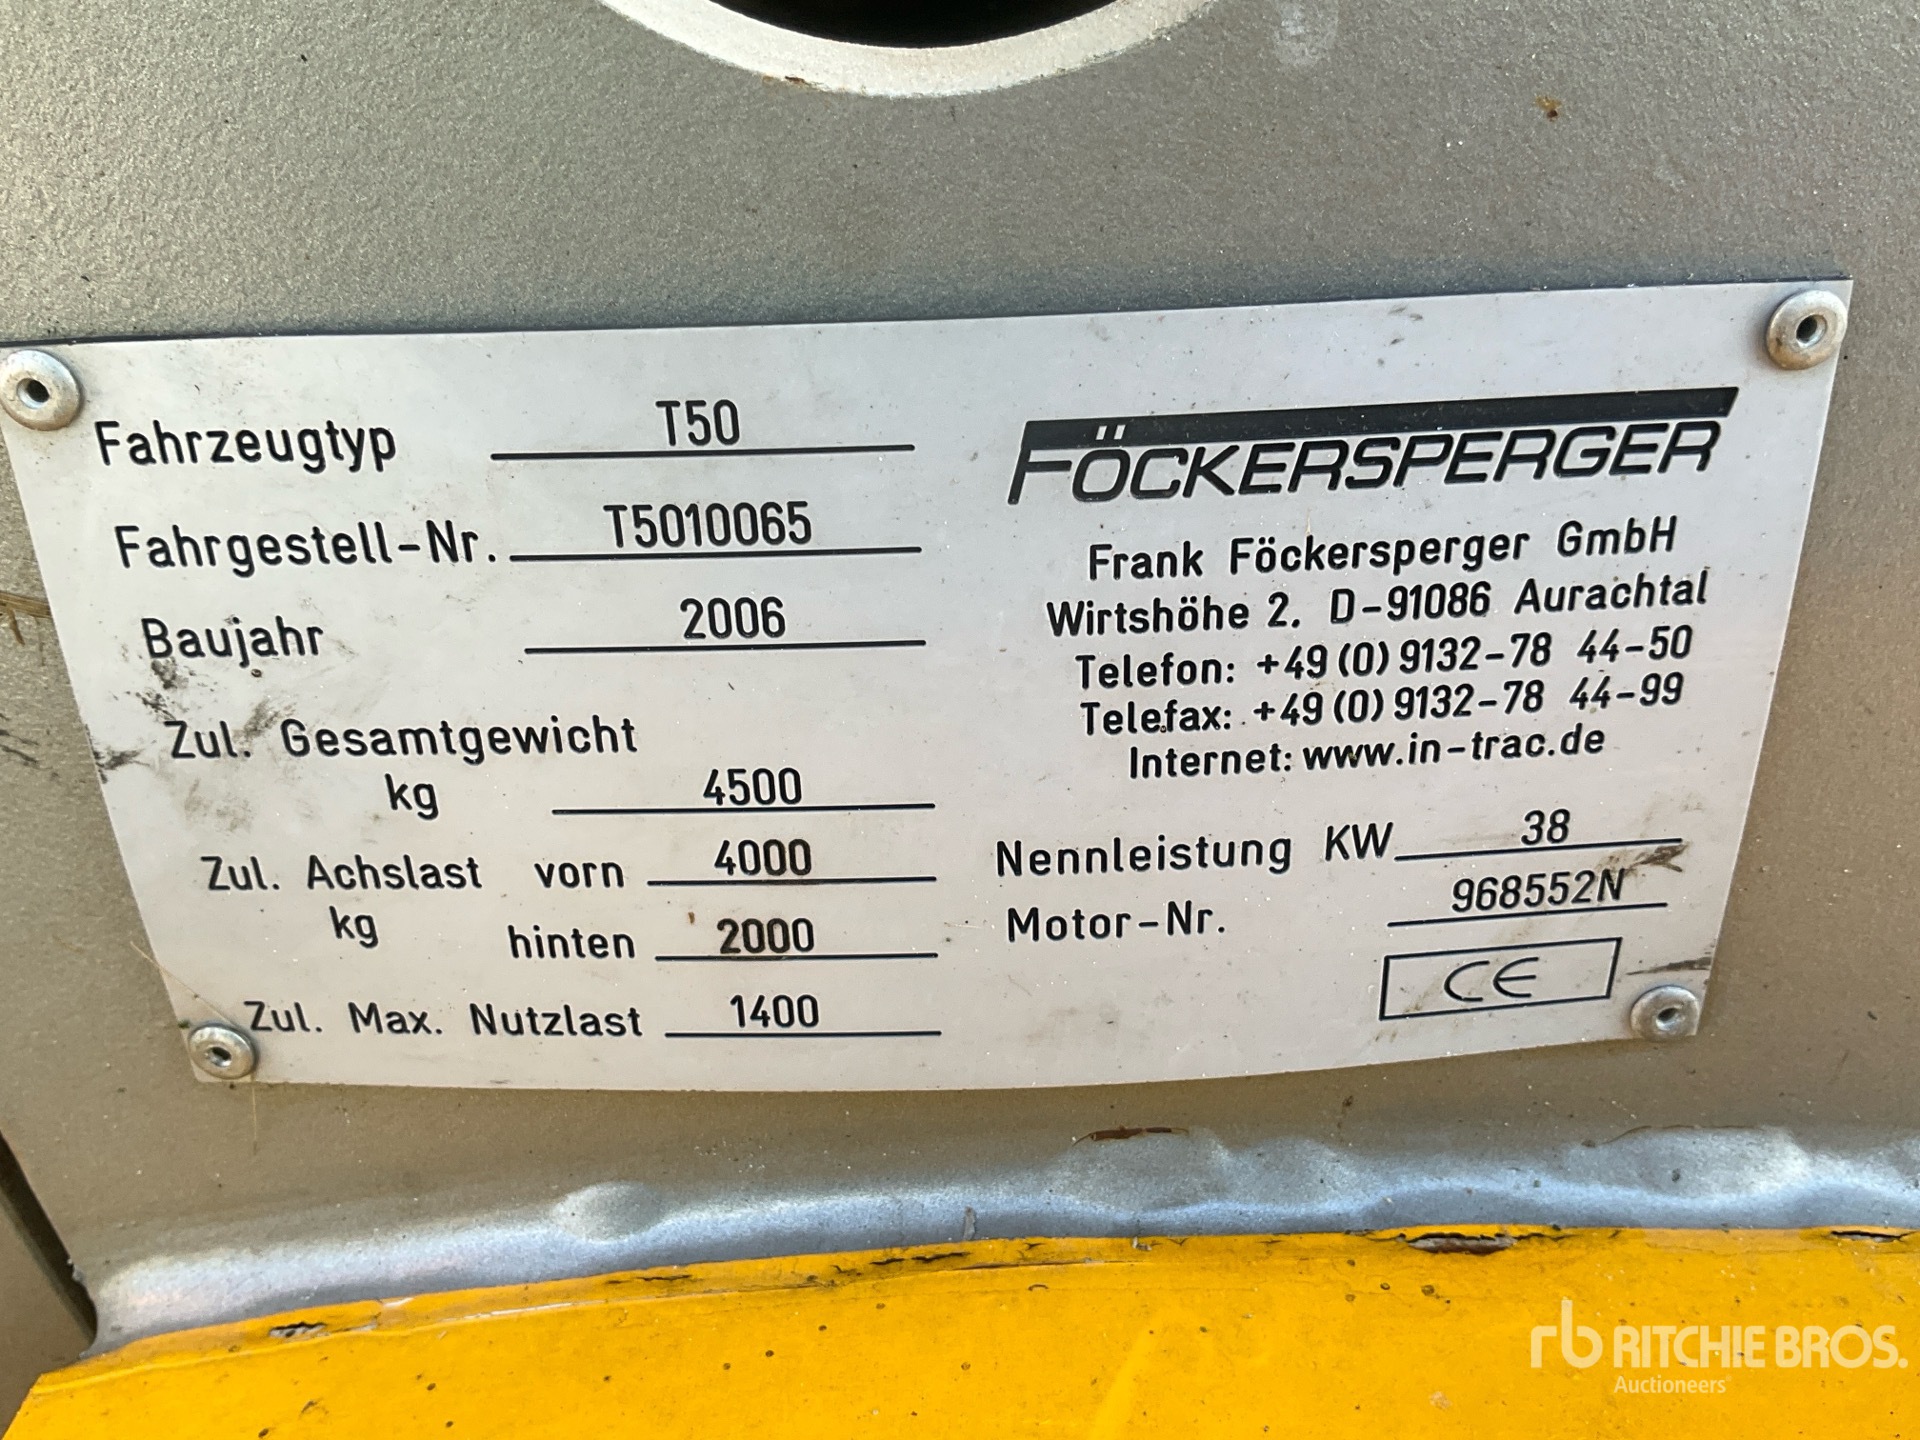 Fahrzeugtyp T50
Fahrgestell-Nr. T5010065
Baujahr 2006
Zul. Gesamtgewicht
kg 4500
Zul. Achslast vorn 4000
kg hinten 2000
Zul. Max. Nutzlast 1400
FÖCKERSPERGER
Frank Föckersperger GmbH
Wirtshöhe 2. D-91086 Aurachtal
Telefon: +49(0)9132-78 44-50
Telefax: +49(0)9132-78 44-99
Internet: www.in-trac.de
Nennleistung KW 38
Motor-Nr. 968552N
CE
rb RITCHIE BROS.
Auctioneers